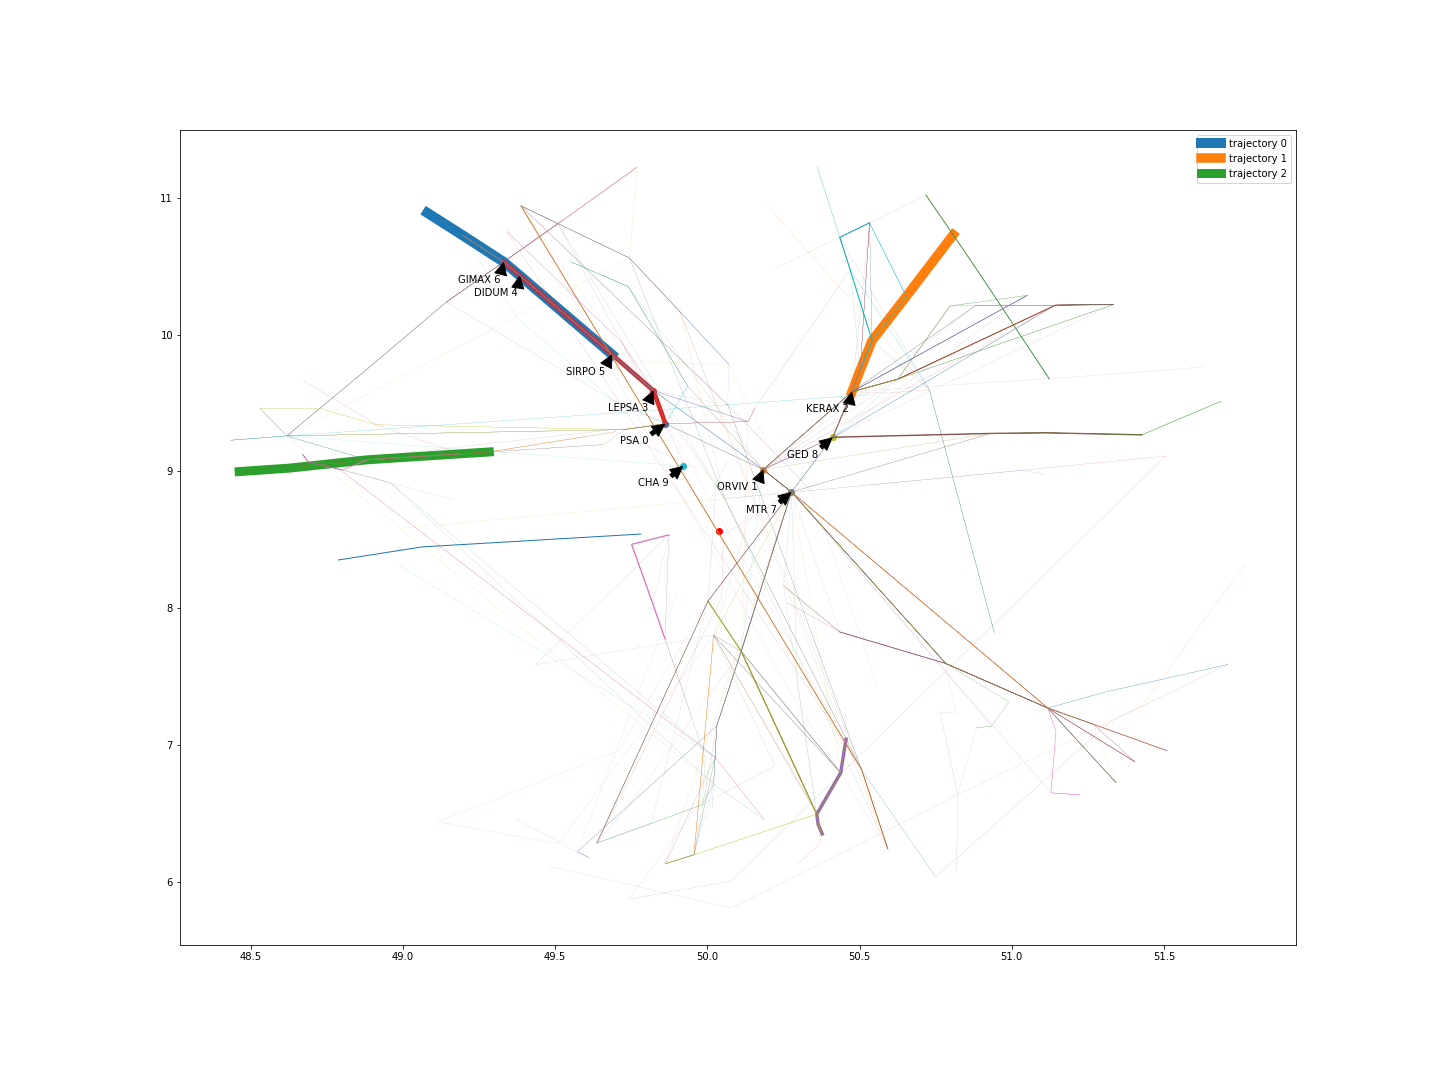 trajectory 0
trajectory 1
trajectory 2
11
10
9
8
7
6
GIMAX 6
DIDUM 4
SIRPO 5
LEPSA 3
KERAX 2
PSA 0
GED 8
CHA 9
ORVIV 1
MTR 7
48.5 49.0 49.5 50.0 50.5 51.0 51.5